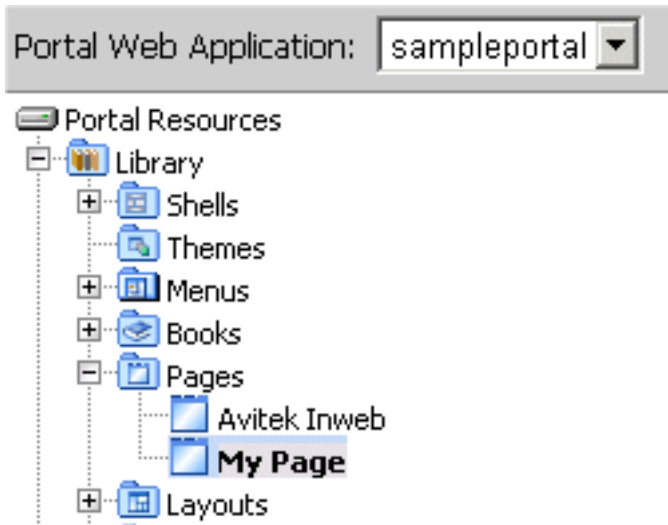 Portal Web Application: sampleportal
Portal Resources
Library
Shells
Themes
Menus
Books
Pages
Avitek Inweb
My Page
Layouts